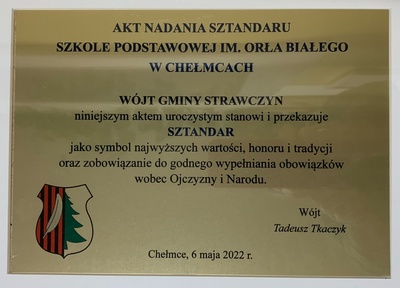 AKT NADANIA SZTANDARU
SZKOLE PODSTAWOWEJ IM. ORŁA BIAŁEGO
W CHEŁMCACH
WÓJT GMINY STRAWCZYN
niniejszym aktem uroczystym stanowi i przekazuje
SZTANDAR
jako symbol najwyższych wartości, honoru i tradycji
oraz zobowiązanie do godnego wypełniania obowiązków
wobec Ojczyzny i Narodu.
Wójt
Tadeusz Tkaczyk
Chełmce, 6 maja 2022 r.